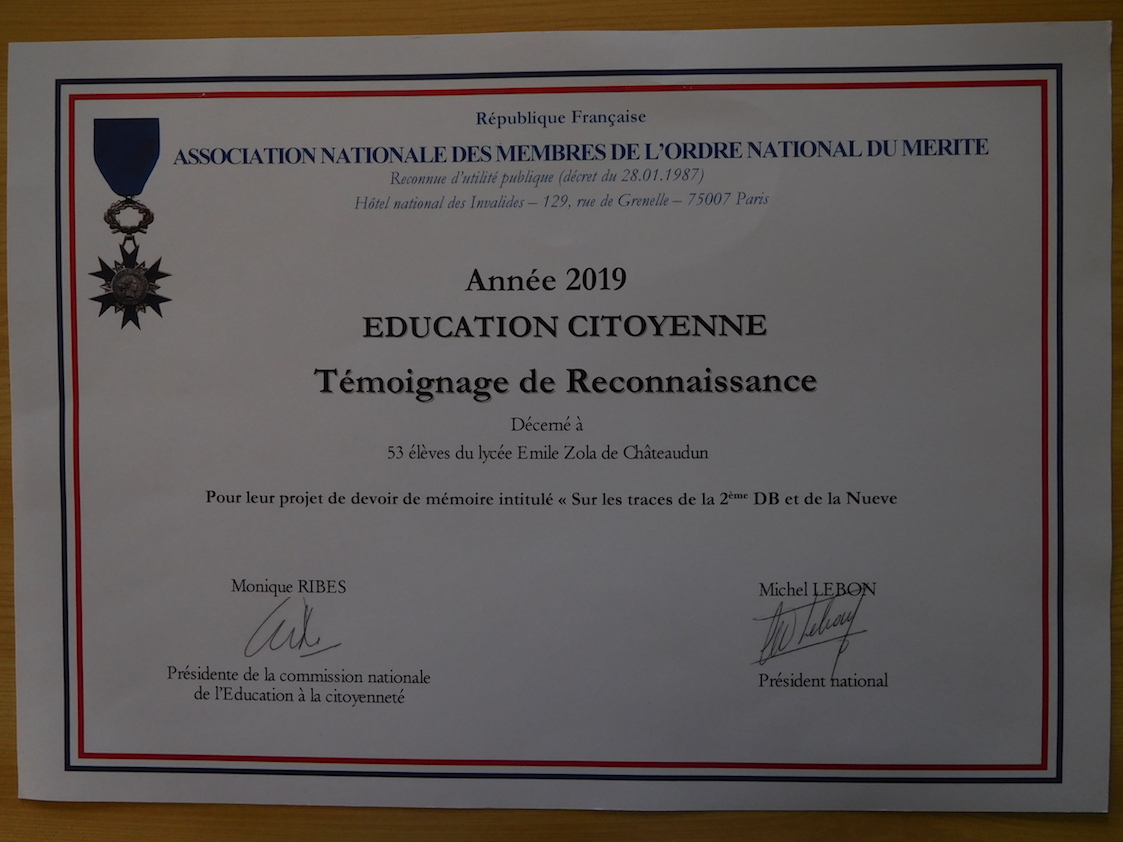 République Française
ASSOCIATION NATIONALE DES MEMBRES DE L'ORDRE NATIONAL DU MERITE
Reconnue d'utilité publique (décret du 28.01.1987)
Hôtel national des Invalides – 129, rue de Grenelle – 75007 Paris
Année 2019
EDUCATION CITOYENNE
Témoignage de Reconnaissance
Décerné à
53 élèves du lycée Emile Zola de Châteaudun
Pour leur projet de devoir de mémoire intitulé « Sur les traces de la 2ème DB et de la Nueve
Monique RIBES
Présidente de la commission nationale
de l'Education à la citoyenneté
Michel LEBON
Président national